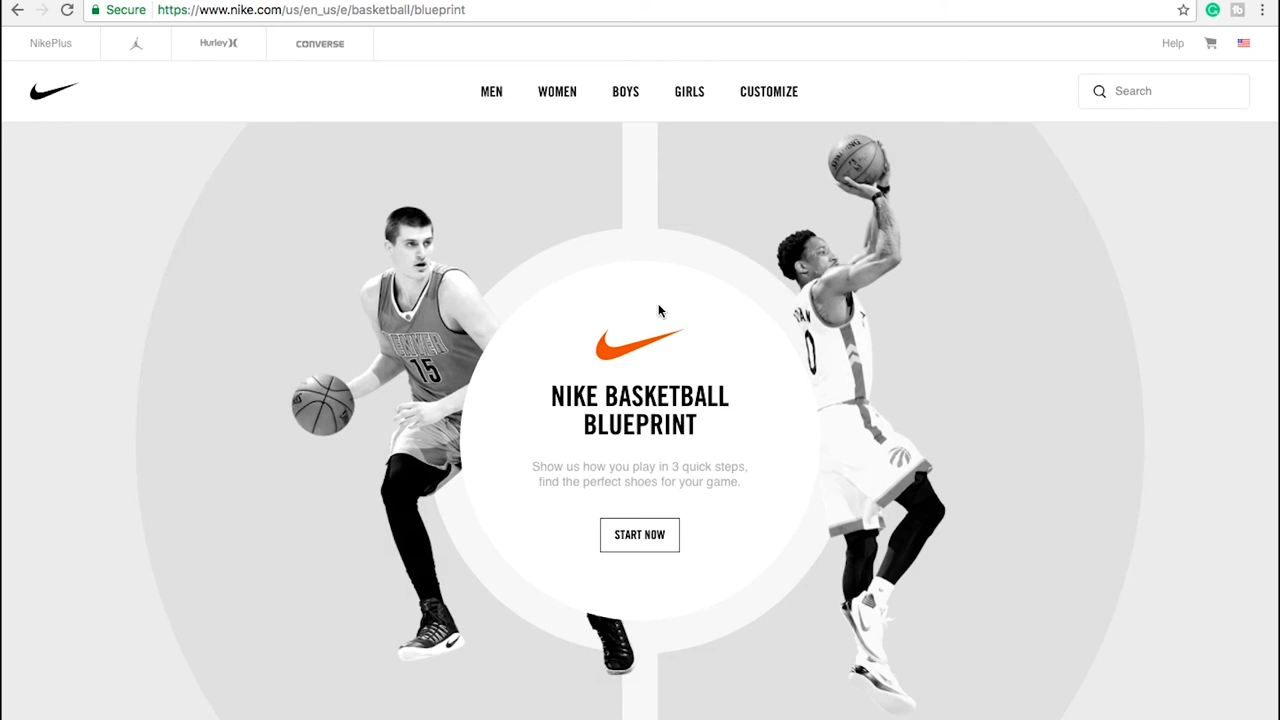 Secure
https://www.nike.com/us/en_us/e/basketball/blueprint
NikePlus
Hurley
CONVERSE
Help
MEN
WOMEN
BOYS
GIRLS
CUSTOMIZE
Search
SPALDING
DENVER
15
0
NIKE BASKETBALL
BLUEPRINT
Show us how you play in 3 quick steps,
find the perfect shoes for your game.
START NOW